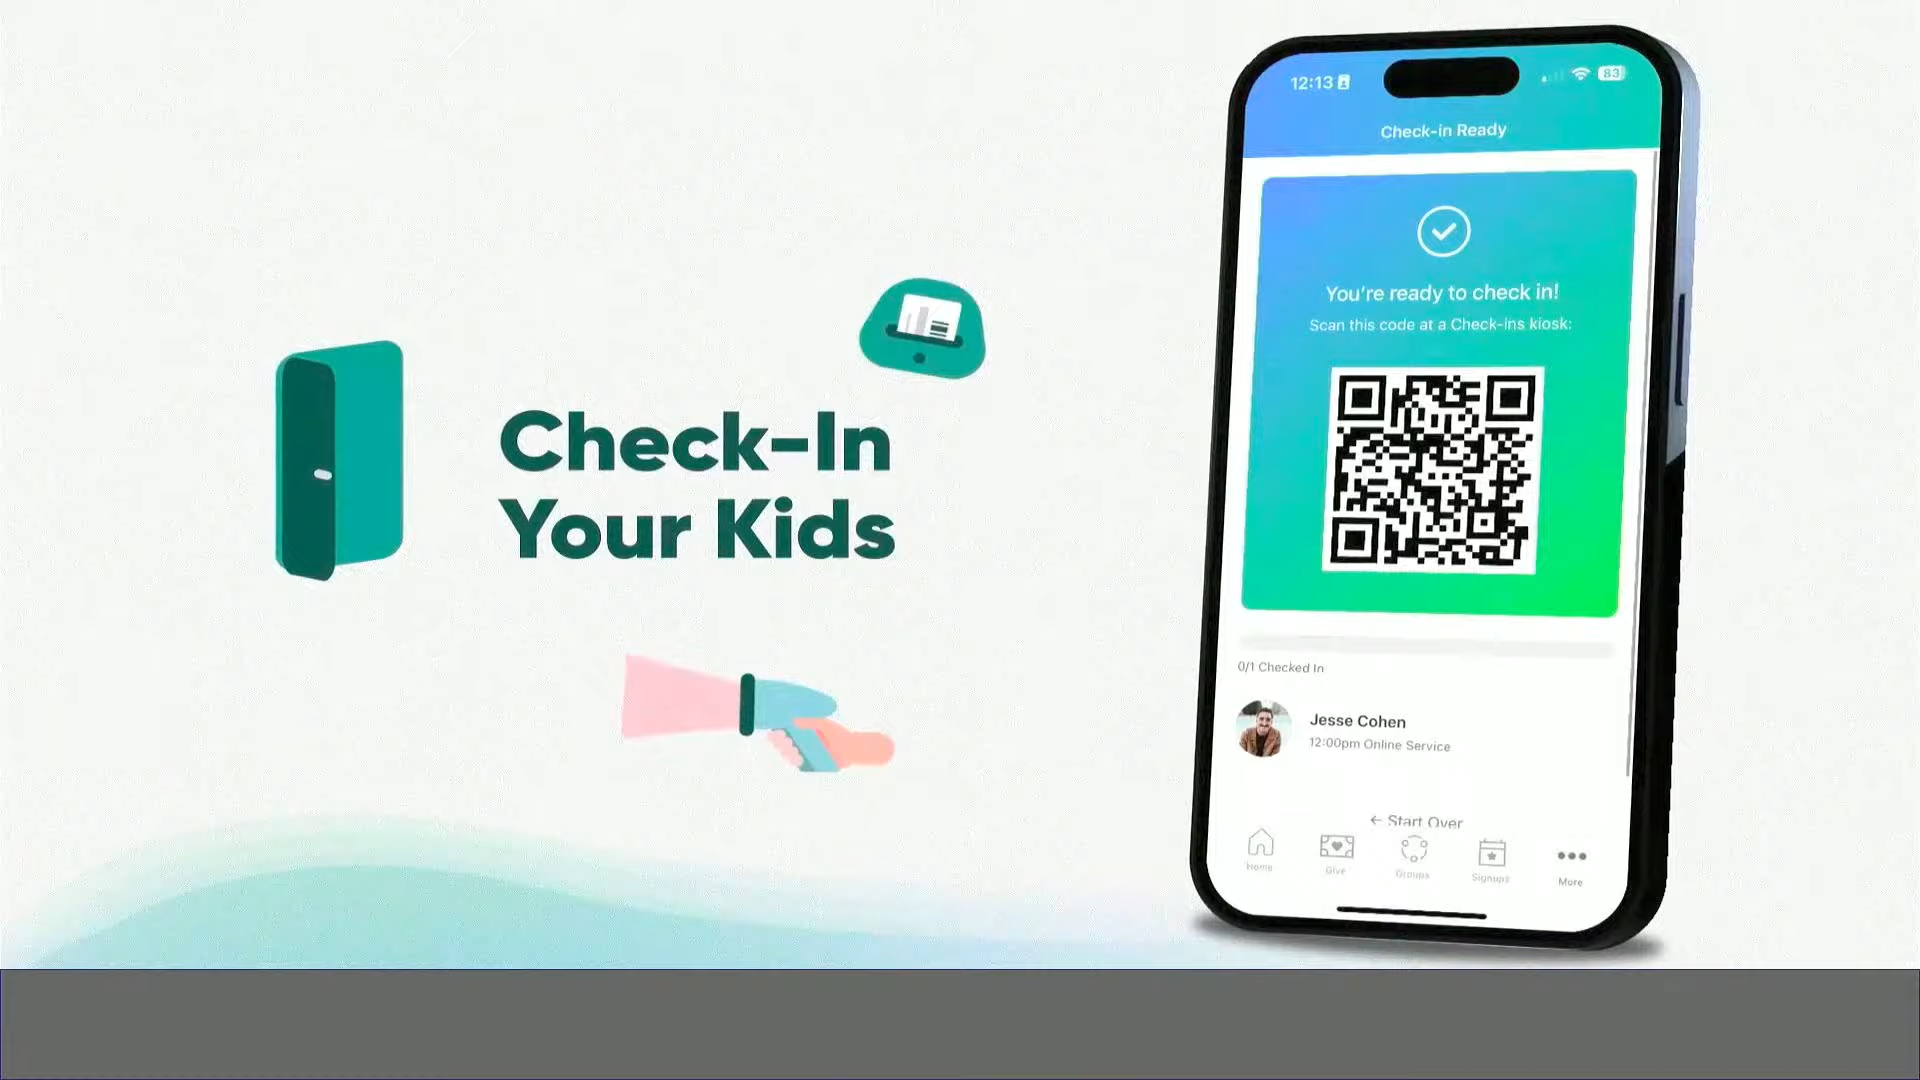 Check-In
Your Kids
12:13
83
Check-in Ready
You're ready to check in!
Scan this code at a Check-Ins kiosk:
0/1 Checked In
Jesse Cohen
12:00pm Online Service
← Start Over
Home
Give
Groups
Signups
More